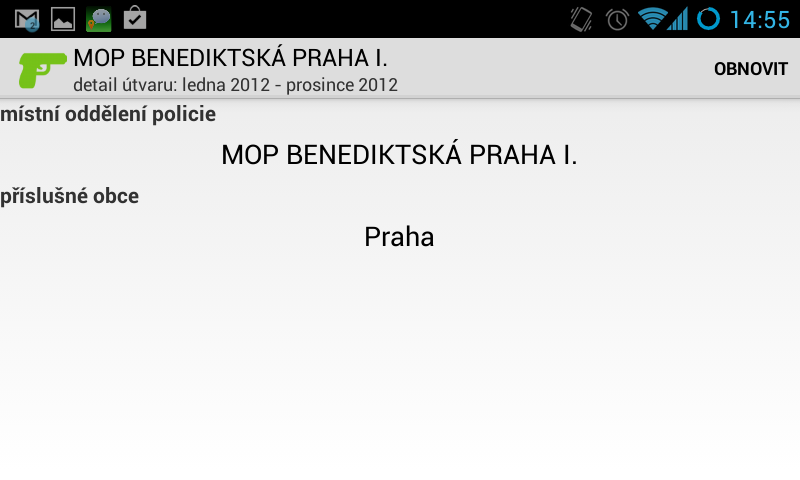 14:55
MOP BENEDIKTSKÁ PRAHA I.
detail útvaru: ledna 2012 - prosince 2012
OBNOVIT
místní oddělení policie
MOP BENEDIKTSKÁ PRAHA I.
příslušné obce
Praha